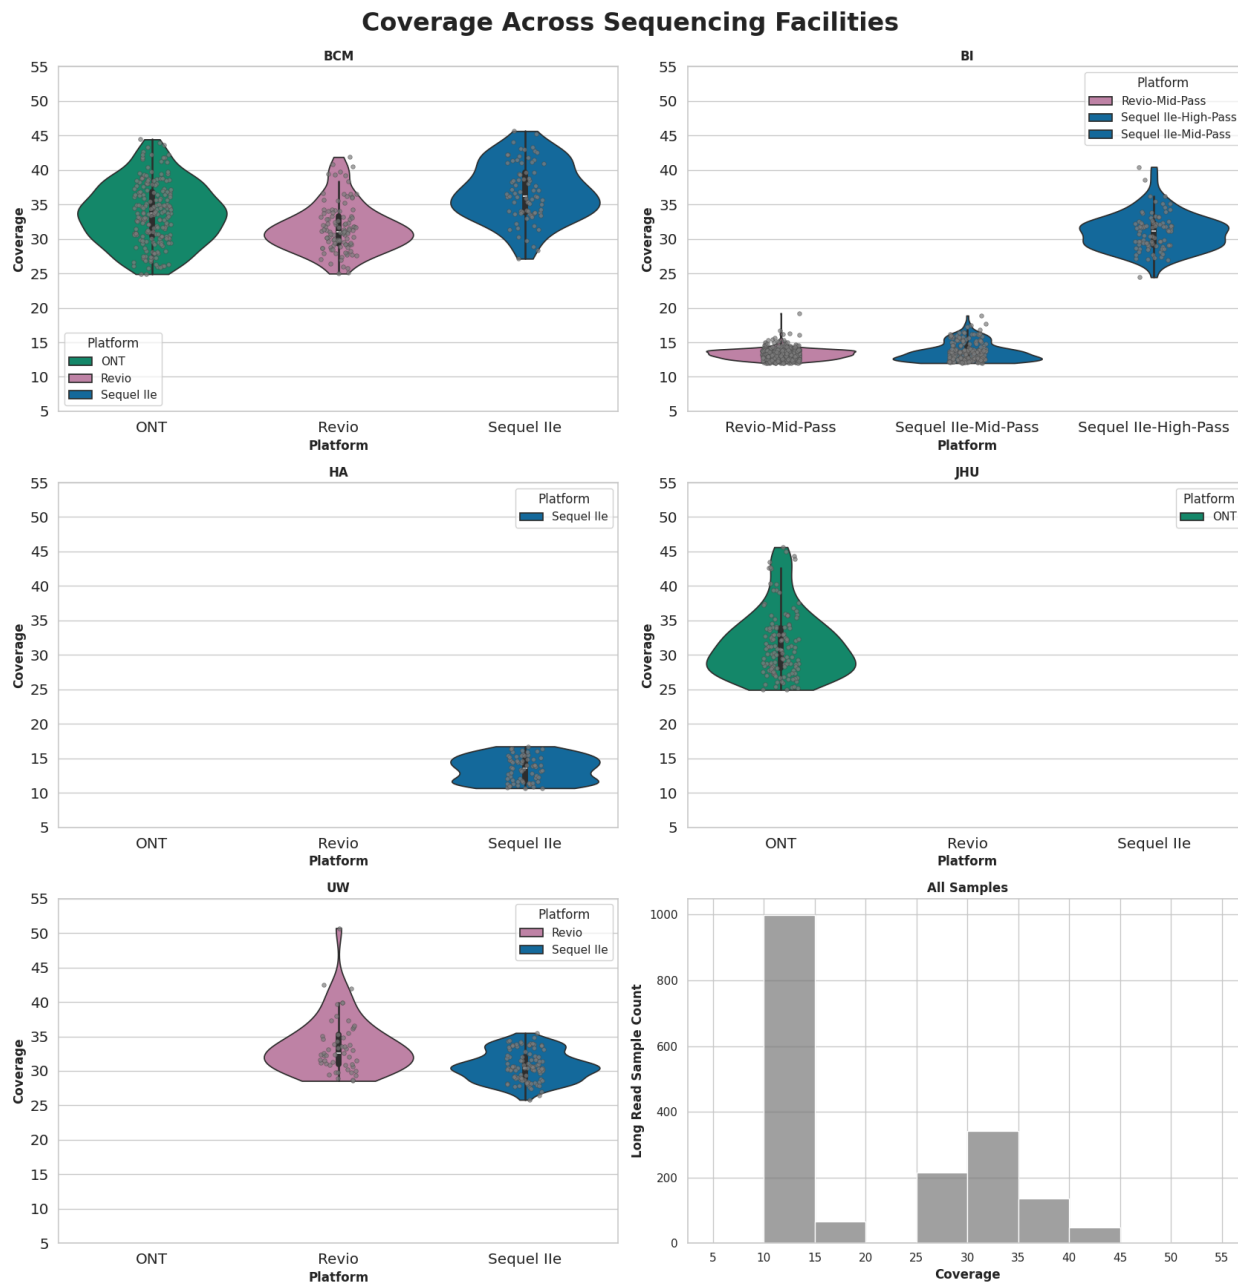 Coverage Across Sequencing Facilities
BCM
55
50
45
40
35
30
25
20
15
10
5
Coverage
Platform
ONT
Revio
Sequel IIe
ONT Revio Sequel IIe
Platform
BI
55
50
45
40
35
30
25
20
15
10
5
Coverage
Platform
Revio-Mid-Pass
Sequel IIe-High-Pass
Sequel IIe-Mid-Pass
Revio-Mid-Pass Sequel IIe-Mid-Pass Sequel IIe-High-Pass
Platform
HA
55
50
45
40
35
30
25
20
15
10
5
Coverage
Platform
Sequel IIe
ONT Revio Sequel IIe
Platform
JHU
55
50
45
40
35
30
25
20
15
10
5
Coverage
Platform
ONT
ONT Revio Sequel IIe
Platform
UW
55
50
45
40
35
30
25
20
15
10
5
Coverage
Platform
Revio
Sequel IIe
ONT Revio Sequel IIe
Platform
All Samples
1000
800
600
400
200
0
Long Read Sample Count
5 10 15 20 25 30 35 40 45 50 55
Coverage